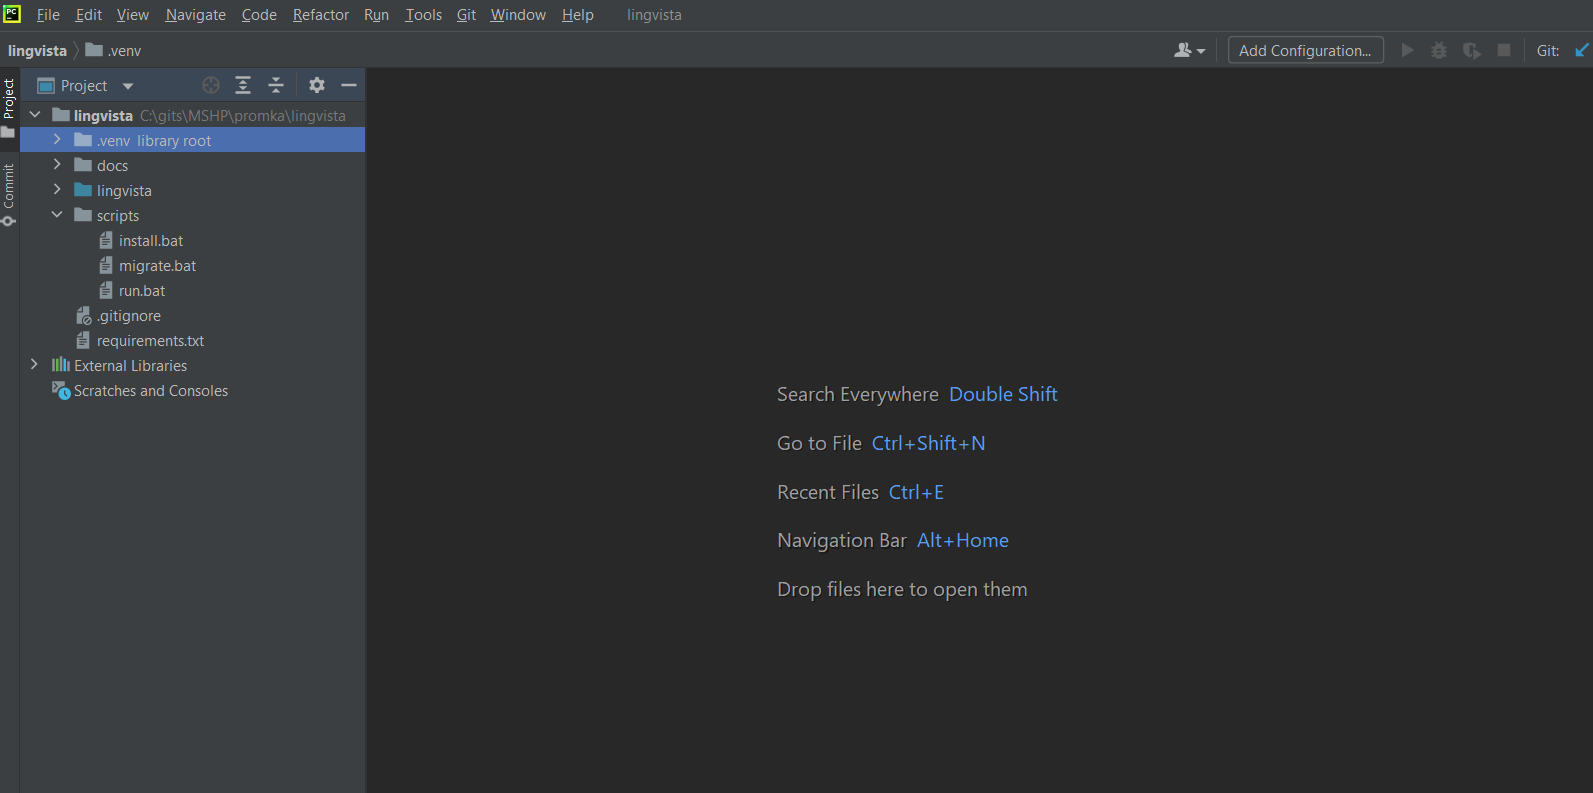 PC
File Edit View Navigate Code Refactor Run Tools Git Window Help lingvista
lingvista .venv
Add Configuration...
Git:
Project
Commit
Project
lingvista C:\gits\MSHP\promka\lingvista
.venv library root
docs
lingvista
scripts
install.bat
migrate.bat
run.bat
.gitignore
requirements.txt
External Libraries
Scratches and Consoles
Search Everywhere Double Shift
Go to File Ctrl+Shift+N
Recent Files Ctrl+E
Navigation Bar Alt+Home
Drop files here to open them